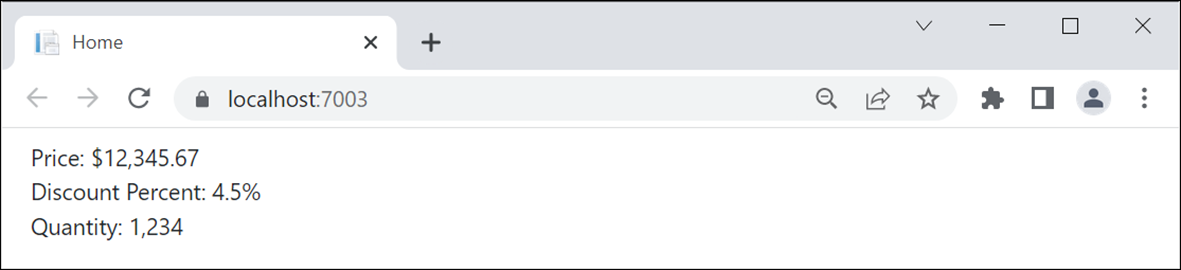 Home
localhost:7003
Price: $12,345.67
Discount Percent: 4.5%
Quantity: 1,234